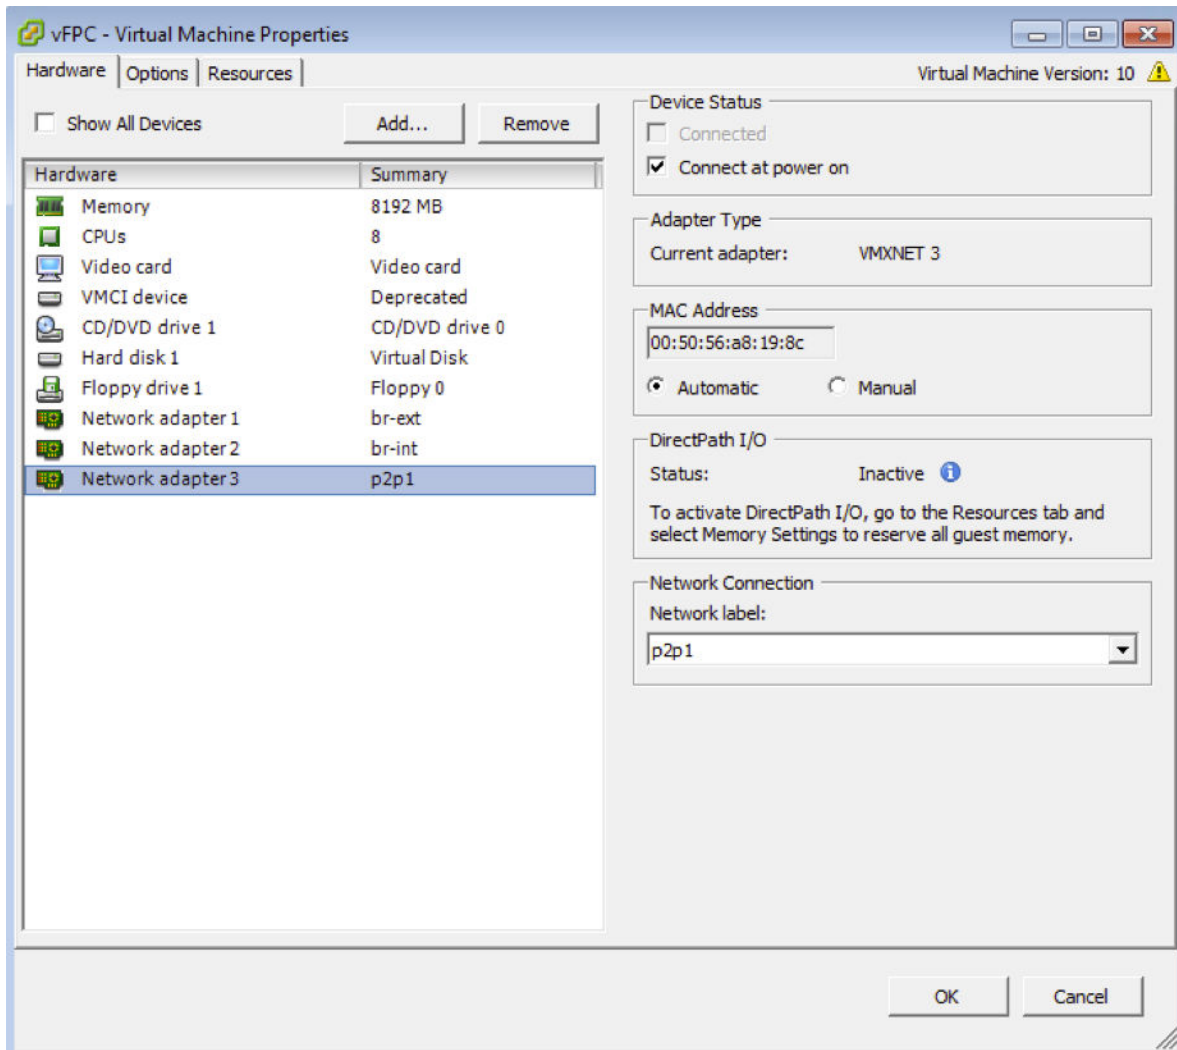 vFPC - Virtual Machine Properties
Hardware Options Resources
Virtual Machine Version: 10
Show All Devices
Add...
Remove
Hardware Summary
Memory 8192 MB
CPUs 8
Video card Video card
VMCI device Deprecated
CD/DVD drive 1 CD/DVD drive 0
Hard disk 1 Virtual Disk
Floppy drive 1 Floppy 0
Network adapter 1 br-ext
Network adapter 2 br-int
Network adapter 3 p2p1
Device Status
Connected
Connect at power on
Adapter Type
Current adapter: VMXNET 3
MAC Address
00:50:56:a8:19:8c
Automatic Manual
DirectPath I/O
Status: Inactive
To activate DirectPath I/O, go to the Resources tab and
select Memory Settings to reserve all guest memory.
Network Connection
Network label:
p2p1
OK Cancel